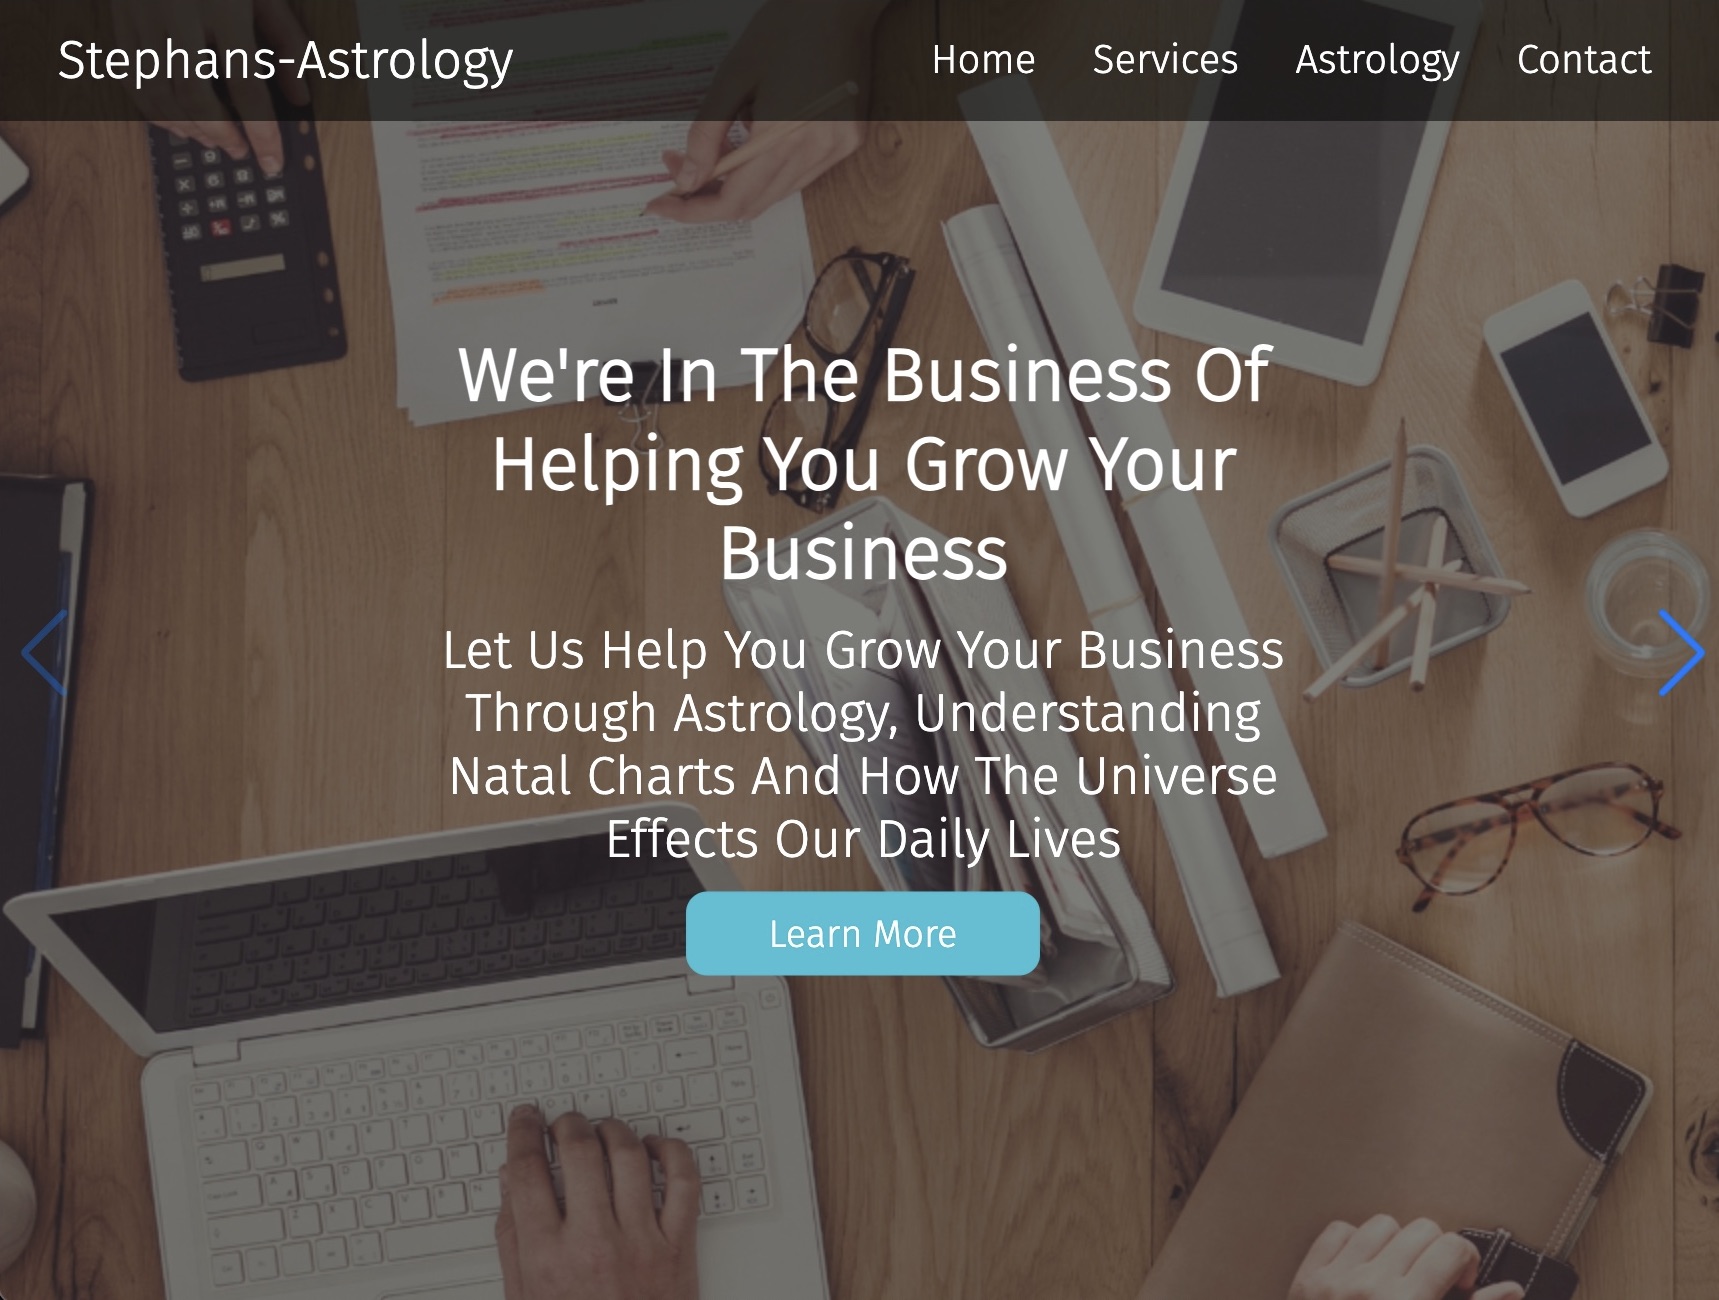 Stephans-Astrology
Home Services Astrology Contact
We're In The Business Of
Helping You Grow Your
Business
Let Us Help You Grow Your Business
Through Astrology, Understanding
Natal Charts And How The Universe
Effects Our Daily Lives
Learn More